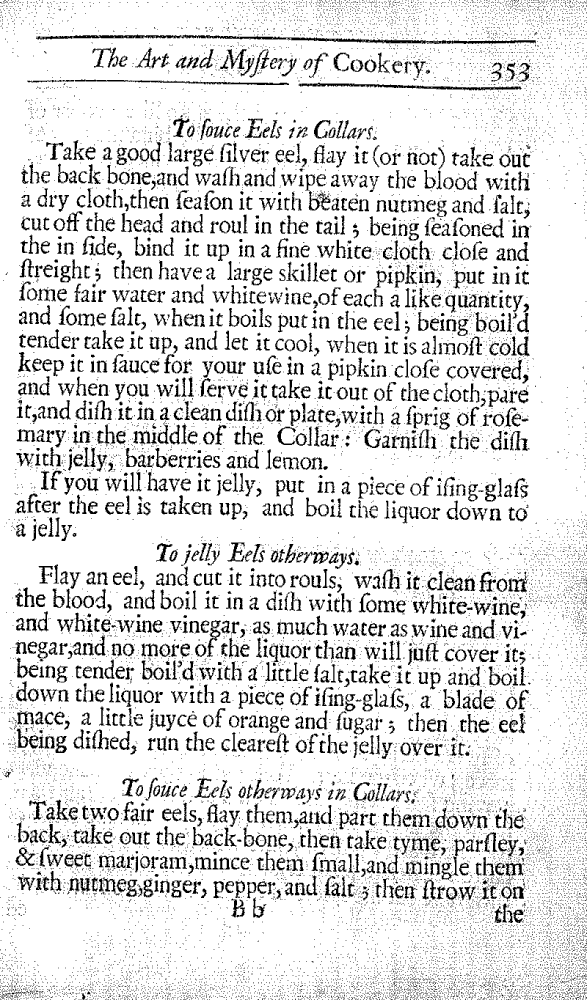 The Art and Myſtery of Cookery. 353
To ſouce Eels in Collars.
Take a good large ſilver eel, flay it (or not) take out
the back bone,and waſh and wipe away the blood with
a dry cloth,then ſeaſon it with beaten nutmeg and ſalt,
cut off the head and roul in the tail ; being ſeaſoned in
the in ſide, bind it up in a fine white cloth cloſe and
ſtreight ; then have a large skillet or pipkin, put in it
ſome fair water and whitewine,of each a like quantity,
and ſome ſalt, when it boils put in the eel ; being boil'd
tender take it up, and let it cool, when it is almoſt cold
keep it in ſauce for your uſe in a pipkin cloſe covered,
and when you will ſerve it take it out of the cloth,pare
it,and diſh it in a clean diſh or plate,with a ſprig of roſe-
mary in the middle of the Collar : Garniſh the diſh
with jelly, barberries and lemon.
If you will have it jelly, put in a piece of iſing-glaſs
after the eel is taken up, and boil the liquor down to
a jelly.
To jelly Eels otherways.
Flay an eel, and cut it into rouls, waſh it clean from
the blood, and boil it in a diſh with ſome white-wine,
and white-wine vinegar, as much water as wine and vi-
negar,and no more of the liquor than will juſt cover it;
being tender boil'd with a little ſalt,take it up and boil
down the liquor with a piece of iſing-glaſs, a blade of
mace, a little juyce of orange and ſugar ; then the eel
being diſhed, run the cleareſt of the jelly over it.
To ſouce Eels otherways in Collars.
Take two fair eels, flay them,and part them down the
back, take out the back-bone, then take tyme, parſley,
& ſweet marjoram,mince them ſmall,and mingle them
with nutmeg,ginger, pepper, and ſalt ; then ſtrow it on
B b the